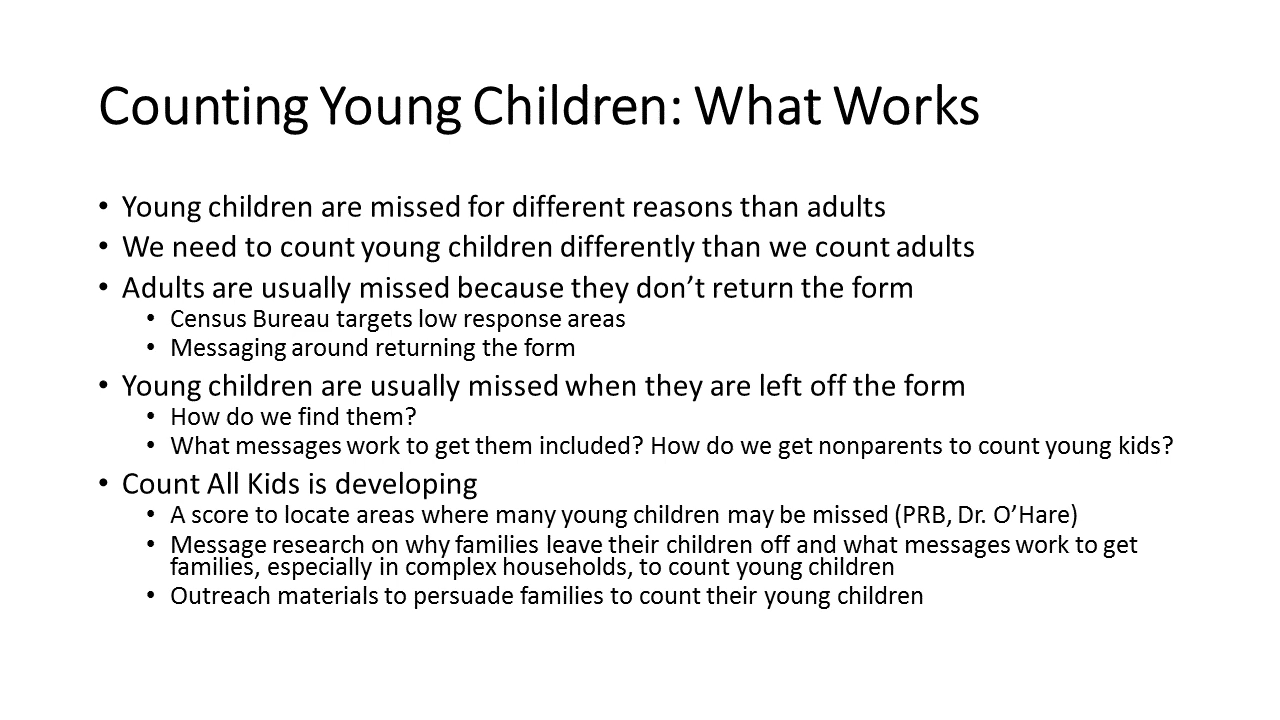 Counting Young Children: What Works
• Young children are missed for different reasons than adults
• We need to count young children differently than we count adults
• Adults are usually missed because they don’t return the form
• Census Bureau targets low response areas
• Messaging around returning the form
• Young children are usually missed when they are left off the form
• How do we find them?
• What messages work to get them included? How do we get nonparents to count young kids?
• Count All Kids is developing
• A score to locate areas where many young children may be missed (PRB, Dr. O’Hare)
• Message research on why families leave their children off and what messages work to get
families, especially in complex households, to count young children
• Outreach materials to persuade families to count their young children